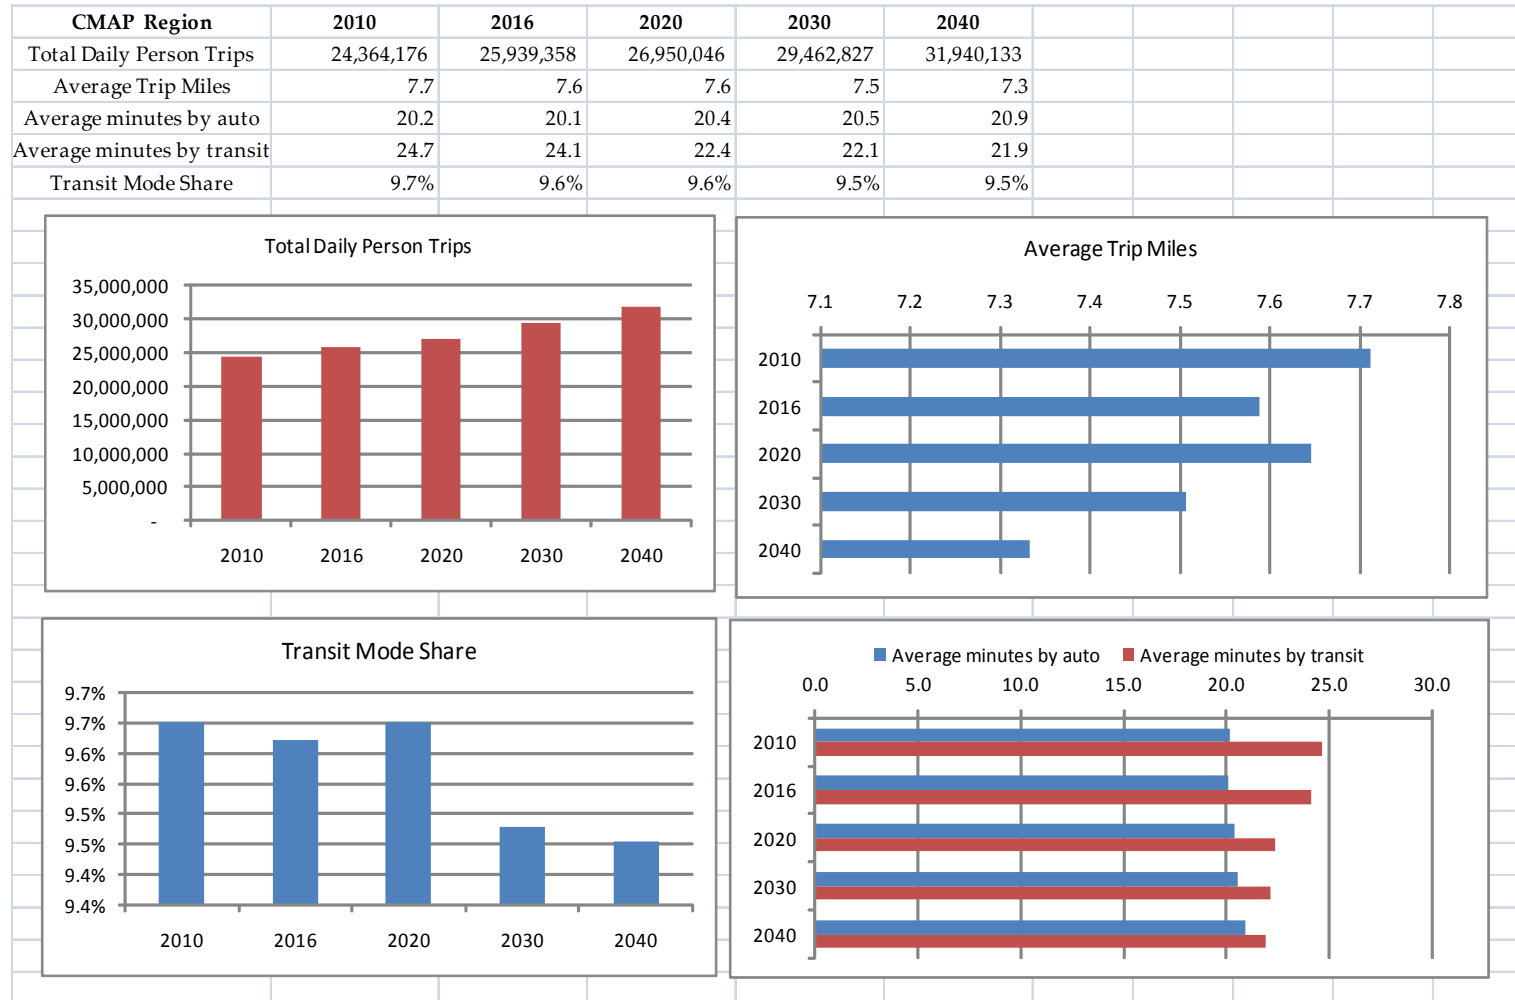 CMAP Region 2010 2016 2020 2030 2040
Total Daily Person Trips 24,364,176 25,939,358 26,950,046 29,462,827 31,940,133
Average Trip Miles 7.7 7.6 7.6 7.5 7.3
Average minutes by auto 20.2 20.1 20.4 20.5 20.9
Average minutes by transit 24.7 24.1 22.4 22.1 21.9
Transit Mode Share 9.7% 9.6% 9.6% 9.5% 9.5%
Total Daily Person Trips
35,000,000
30,000,000
25,000,000
20,000,000
15,000,000
10,000,000
5,000,000
-
2010 2016 2020 2030 2040
Average Trip Miles
7.1 7.2 7.3 7.4 7.5 7.6 7.7 7.8
2010
2016
2020
2030
2040
Transit Mode Share
9.7%
9.7%
9.6%
9.6%
9.5%
9.5%
9.4%
9.4%
2010 2016 2020 2030 2040
Average minutes by auto Average minutes by transit
0.0 5.0 10.0 15.0 20.0 25.0 30.0
2010
2016
2020
2030
2040